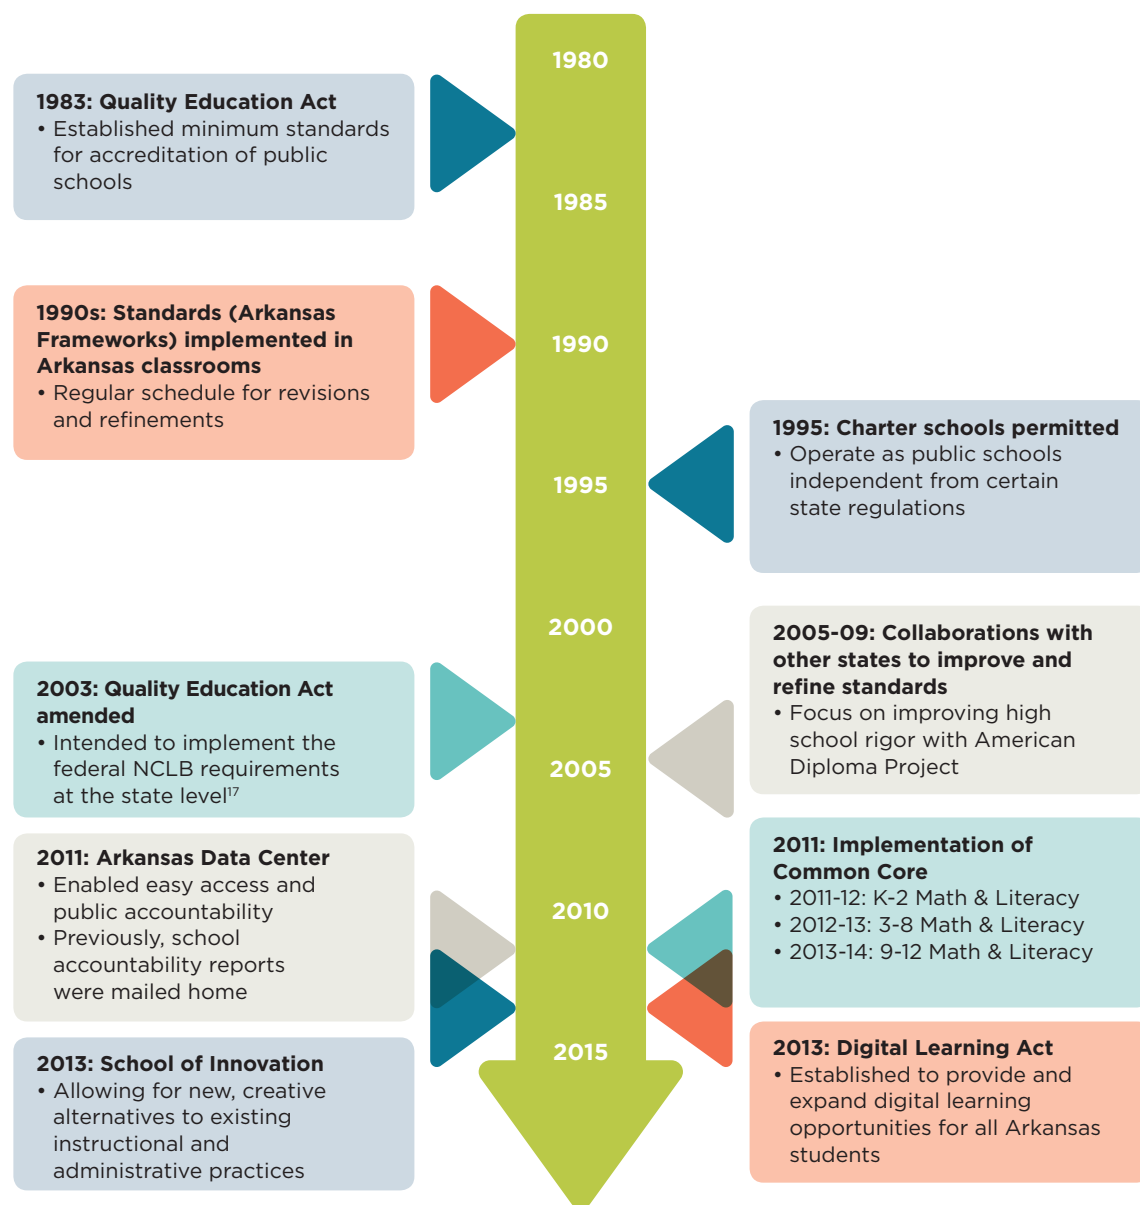 1980
1983: Quality Education Act
• Established minimum standards
for accreditation of public
schools
1985
1990s: Standards (Arkansas
Frameworks) implemented in
Arkansas classrooms
• Regular schedule for revisions
and refinements
1990
1995: Charter schools permitted
• Operate as public schools
independent from certain
state regulations
1995
2000
2005-09: Collaborations with
other states to improve and
refine standards
• Focus on improving high
school rigor with American
Diploma Project
2003: Quality Education Act
amended
• Intended to implement the
federal NCLB requirements
at the state level17
2005
2011: Arkansas Data Center
• Enabled easy access and
public accountability
• Previously, school
accountability reports
were mailed home
2010
2011: Implementation of
Common Core
• 2011-12: K-2 Math & Literacy
• 2012-13: 3-8 Math & Literacy
• 2013-14: 9-12 Math & Literacy
2015
2013: School of Innovation
• Allowing for new, creative
alternatives to existing
instructional and
administrative practices
2013: Digital Learning Act
• Established to provide and
expand digital learning
opportunities for all Arkansas
students